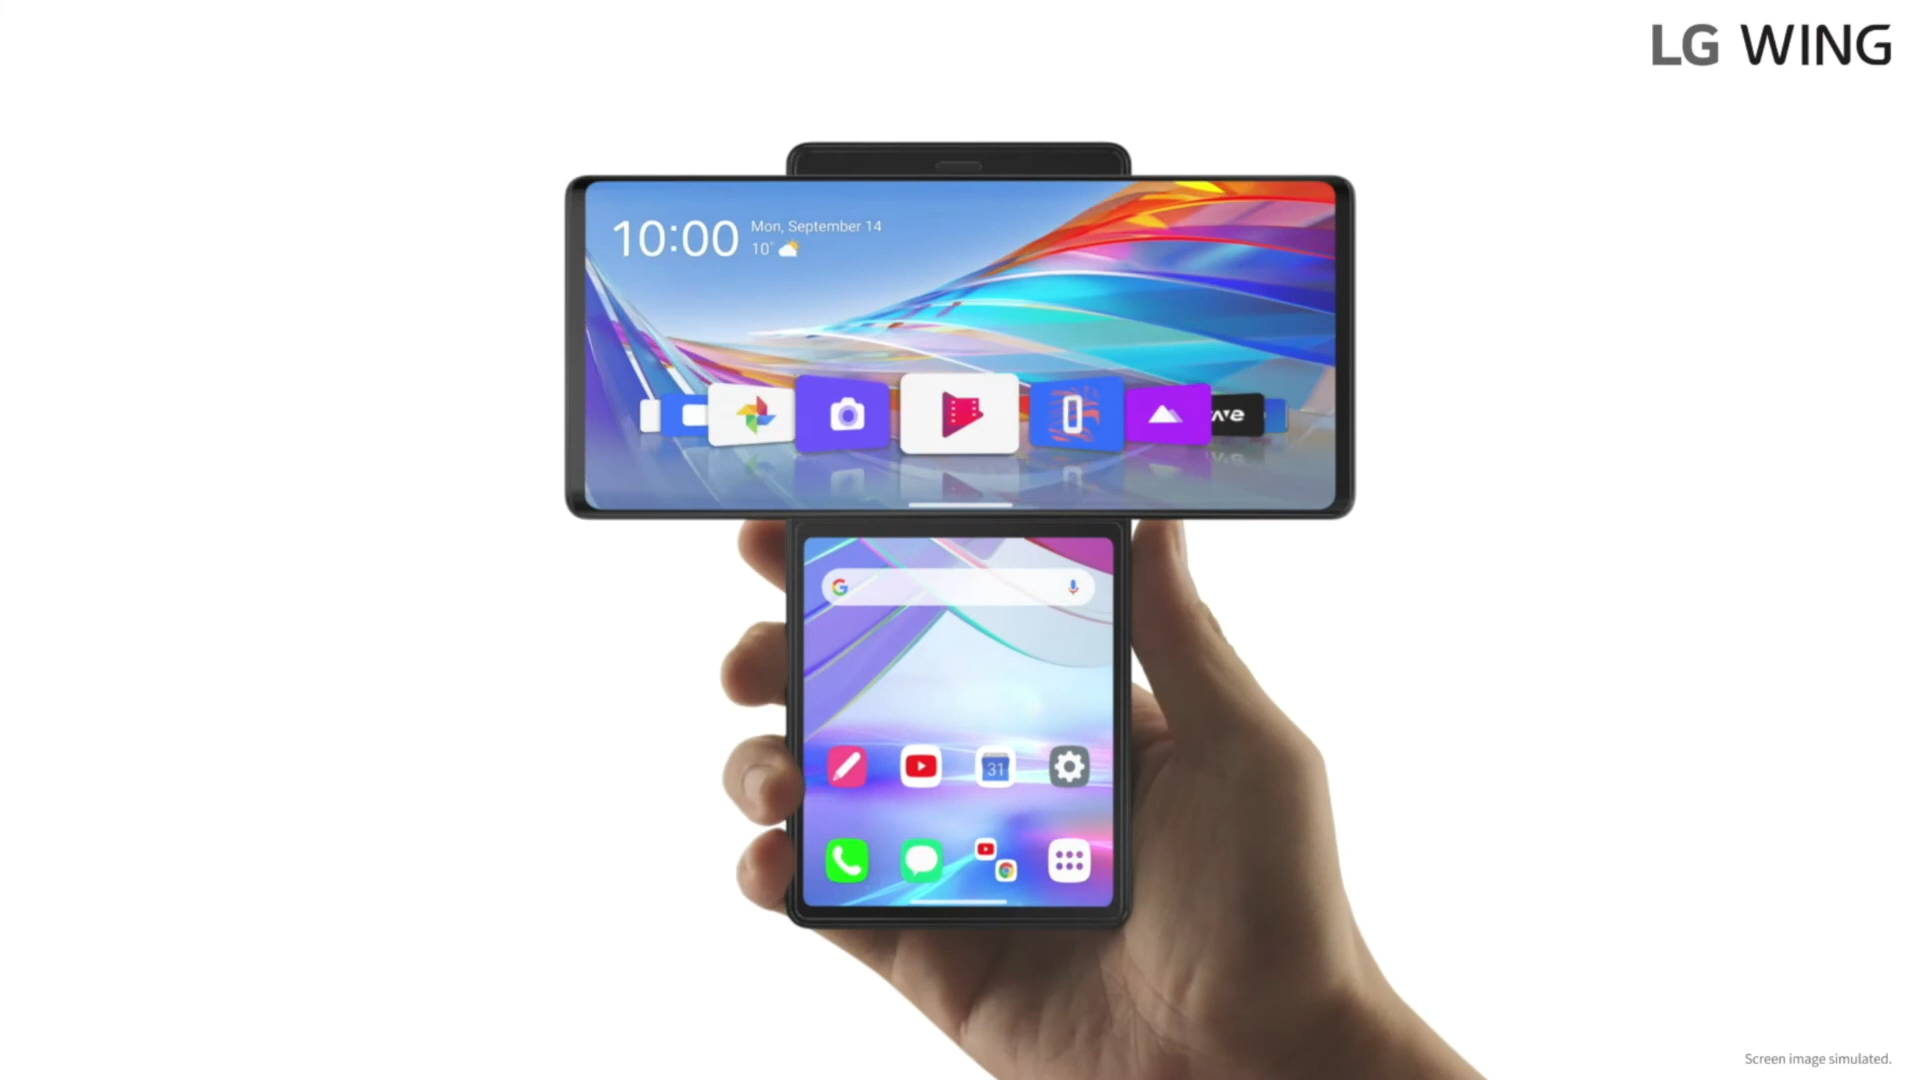 LG WING
10:00
Mon, September 14
10°
31
Screen image simulated.